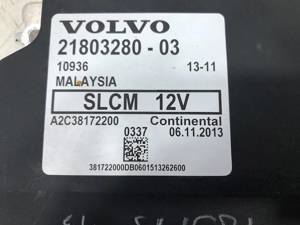 VOLVO
21803280 - 03
10936 13-11
MALAYSIA
SLCM 12V
A2C38172200 Continental
0337 06.11.2013
381722000DB0601513262600